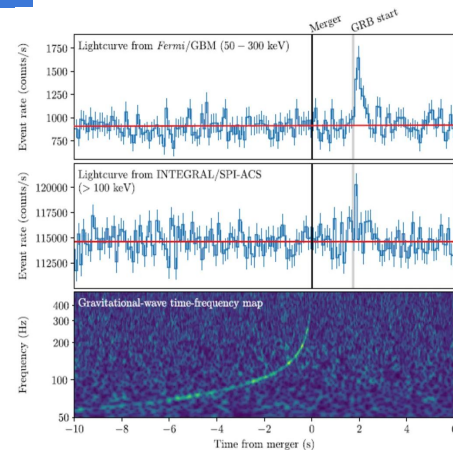 Merger
GRB start
Lightcurve from Fermi/GBM (50 – 300 keV)
Event rate (counts/s)
1750
1500
1250
1000
750
Lightcurve from INTEGRAL/SPI-ACS
(> 100 keV)
Event rate (counts/s)
120000
117500
115000
112500
Gravitational-wave time-frequency map
Frequency (Hz)
400
300
200
100
50
−10 −8 −6 −4 −2 0 2 4 6
Time from merger (s)